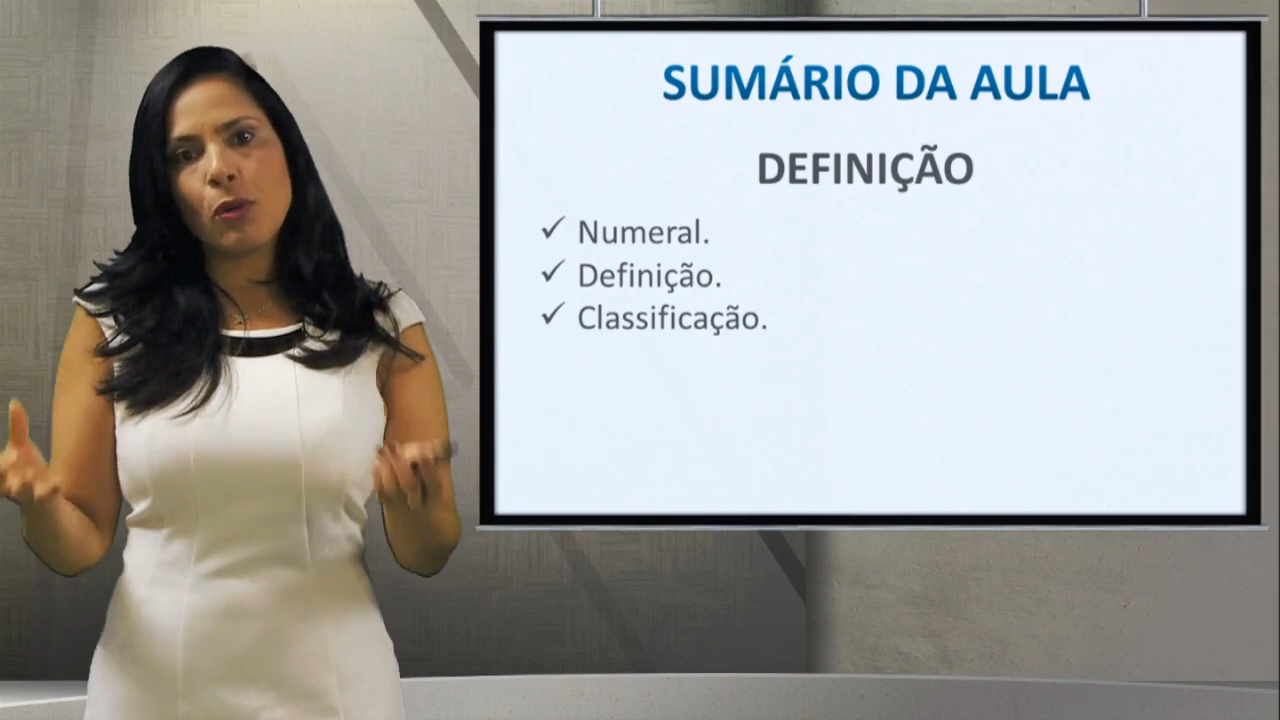 SUMÁRIO DA AULA
DEFINIÇÃO
✓ Numeral.
✓ Definição.
✓ Classificação.